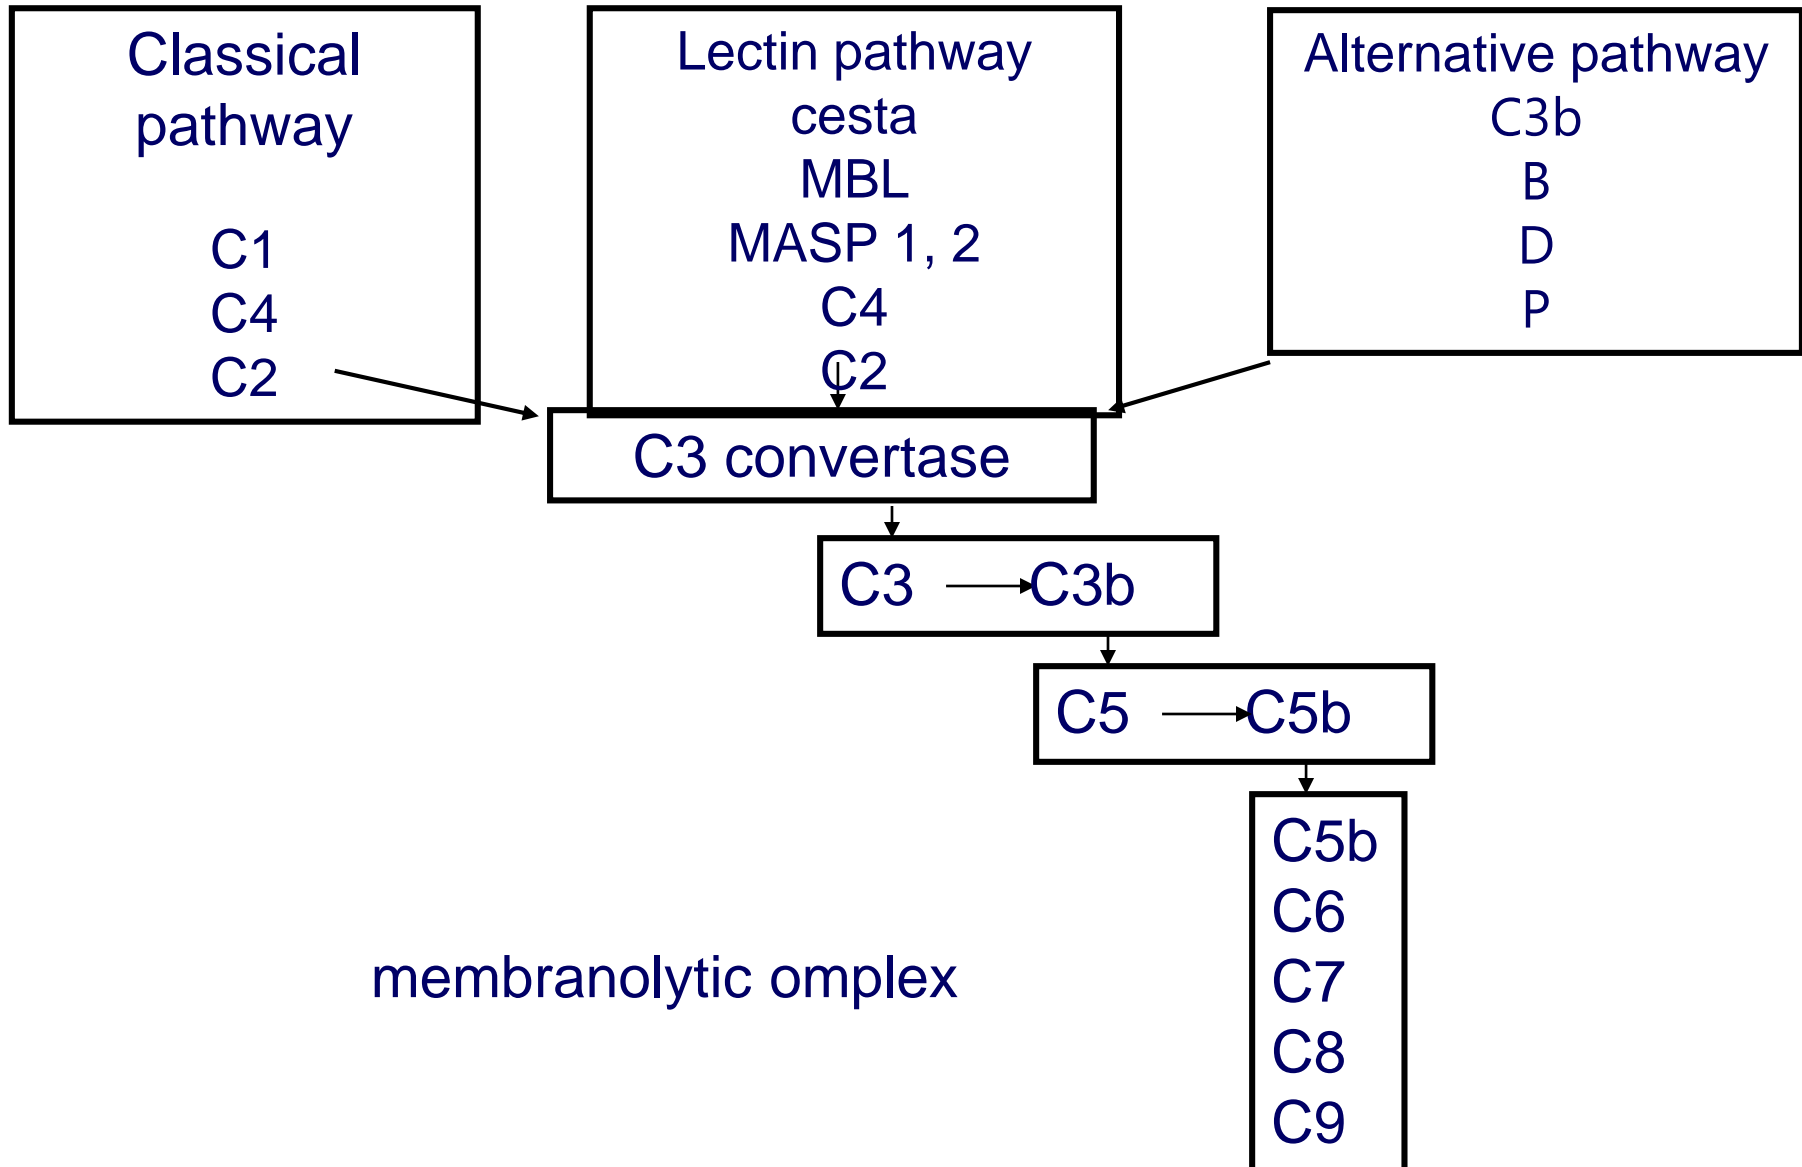 Classical
pathway
C1
C4
C2
Lectin pathway
cesta
MBL
MASP 1, 2
C4
C2
Alternative pathway
C3b
B
D
P
C3 convertase
C3 C3b
C5 C5b
C5b
C6
C7
C8
C9
membranolytic omplex